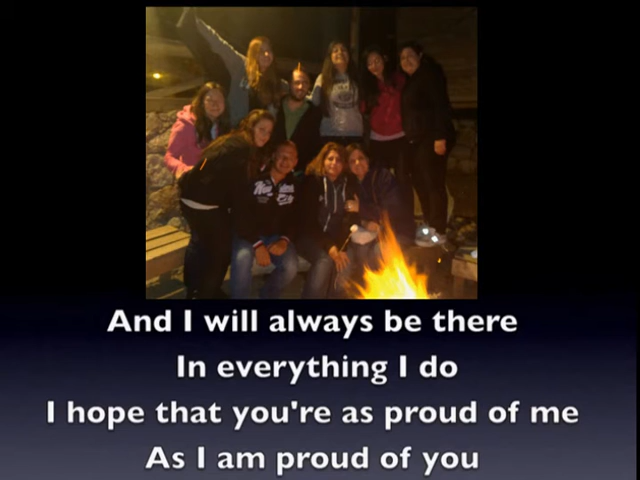 And I will always be there
In everything I do
I hope that you're as proud of me
As I am proud of you